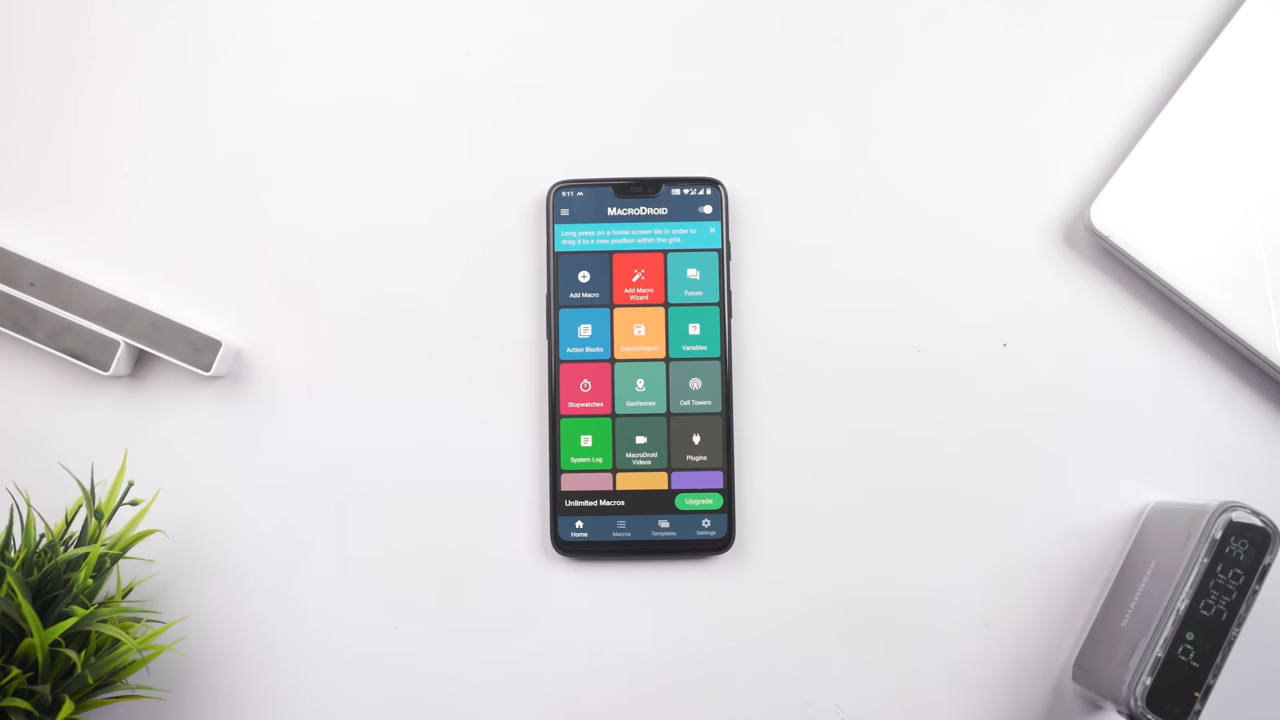 9:11
MACRODROID
Long press on a home screen tile in order to
drag it to a new position within the grid.
Add Macro
Add Macro
Wizard
Forum
Action Blocks
Export/Import
Variables
Stopwatches
Geofences
Cell Towers
System Log
MacroDroid
Videos
Plugins
Unlimited Macros
Upgrade
Home
Macros
Templates
Settings
SHARGEEK